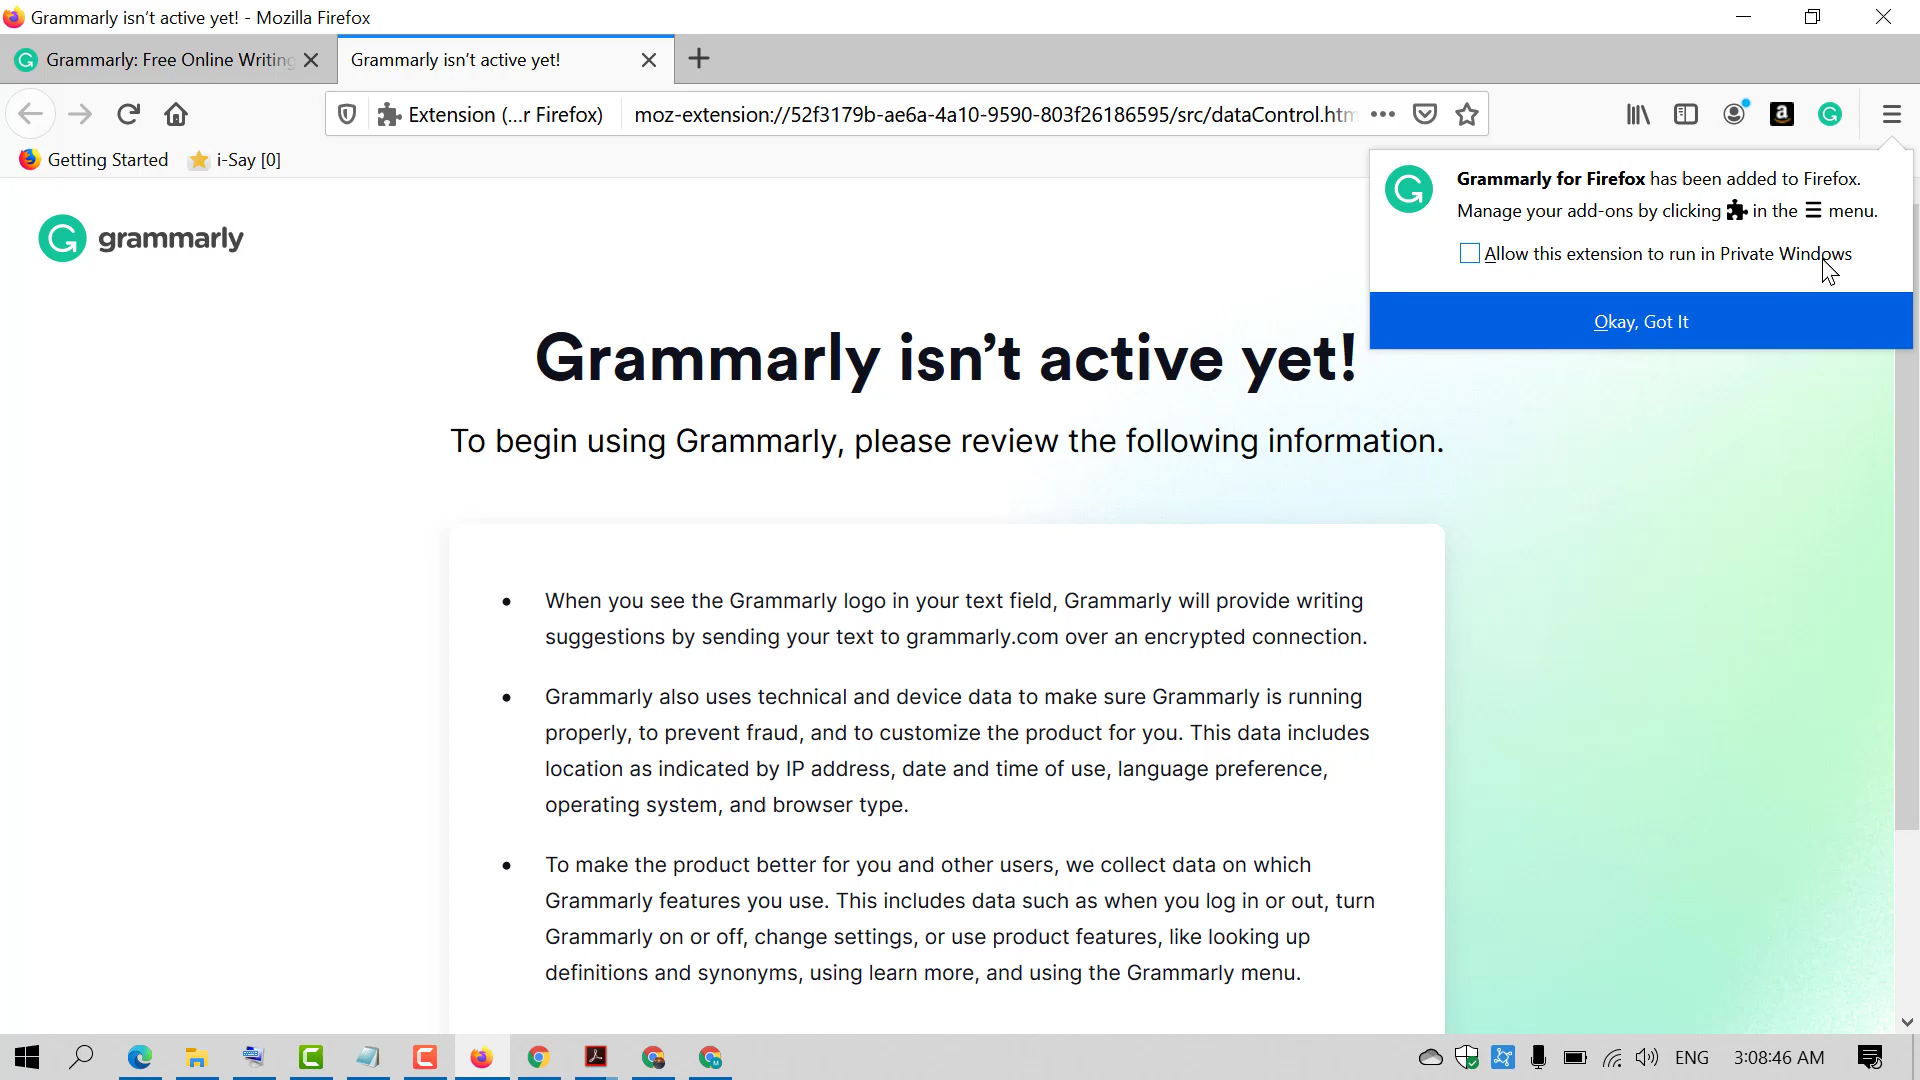 Grammarly isn’t active yet! - Mozilla Firefox
Grammarly: Free Online Writing
Grammarly isn’t active yet!
Extension (...r Firefox)
moz-extension://52f3179b-ae6a-4a10-9590-803f26186595/src/dataControl.htm
Getting Started
i-Say [0]
Grammarly for Firefox has been added to Firefox.
Manage your add-ons by clicking in the menu.
Allow this extension to run in Private Windows
Okay, Got It
grammarly
Grammarly isn’t active yet!
To begin using Grammarly, please review the following information.
• When you see the Grammarly logo in your text field, Grammarly will provide writing
suggestions by sending your text to grammarly.com over an encrypted connection.
• Grammarly also uses technical and device data to make sure Grammarly is running
properly, to prevent fraud, and to customize the product for you. This data includes
location as indicated by IP address, date and time of use, language preference,
operating system, and browser type.
• To make the product better for you and other users, we collect data on which
Grammarly features you use. This includes data such as when you log in or out, turn
Grammarly on or off, change settings, or use product features, like looking up
definitions and synonyms, using learn more, and using the Grammarly menu.
ENG
3:08:46 AM